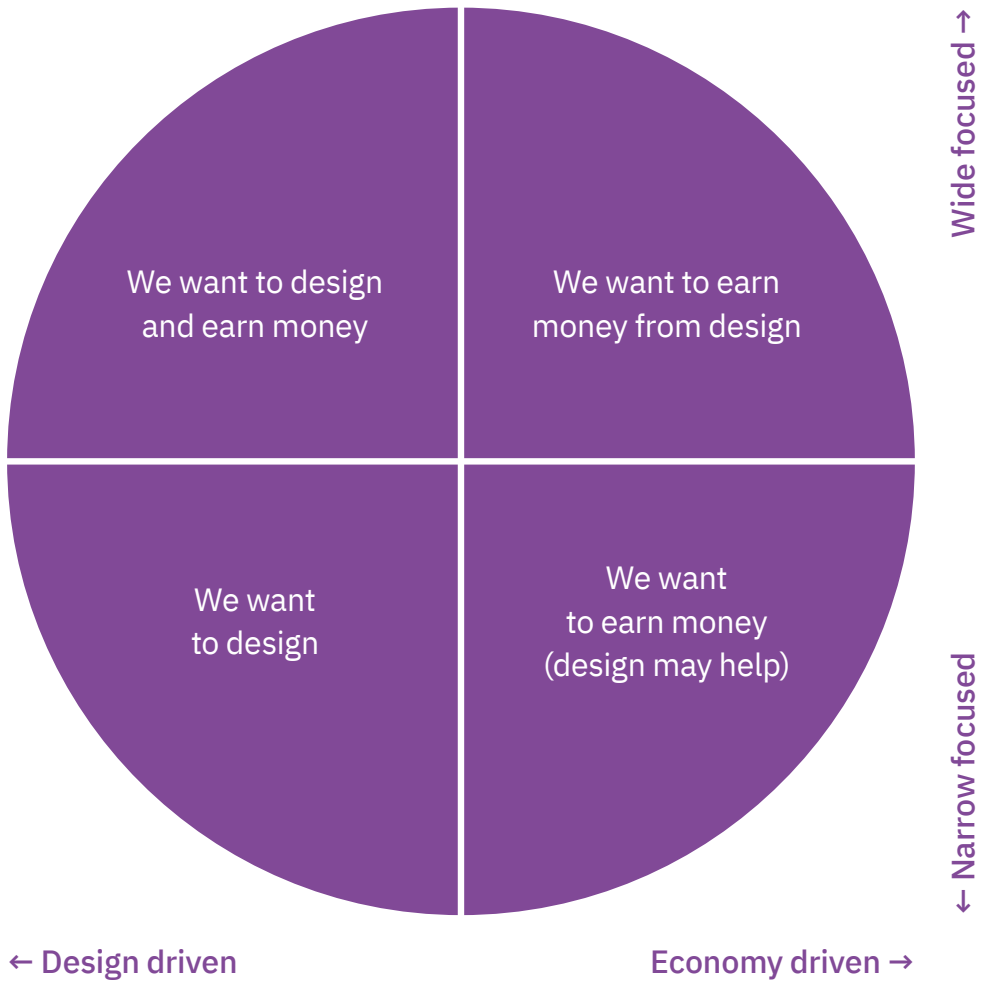 Wide focused →
We want to design
and earn money
We want to earn
money from design
We want
to design
We want
to earn money
(design may help)
← Narrow focused
← Design driven
Economy driven →